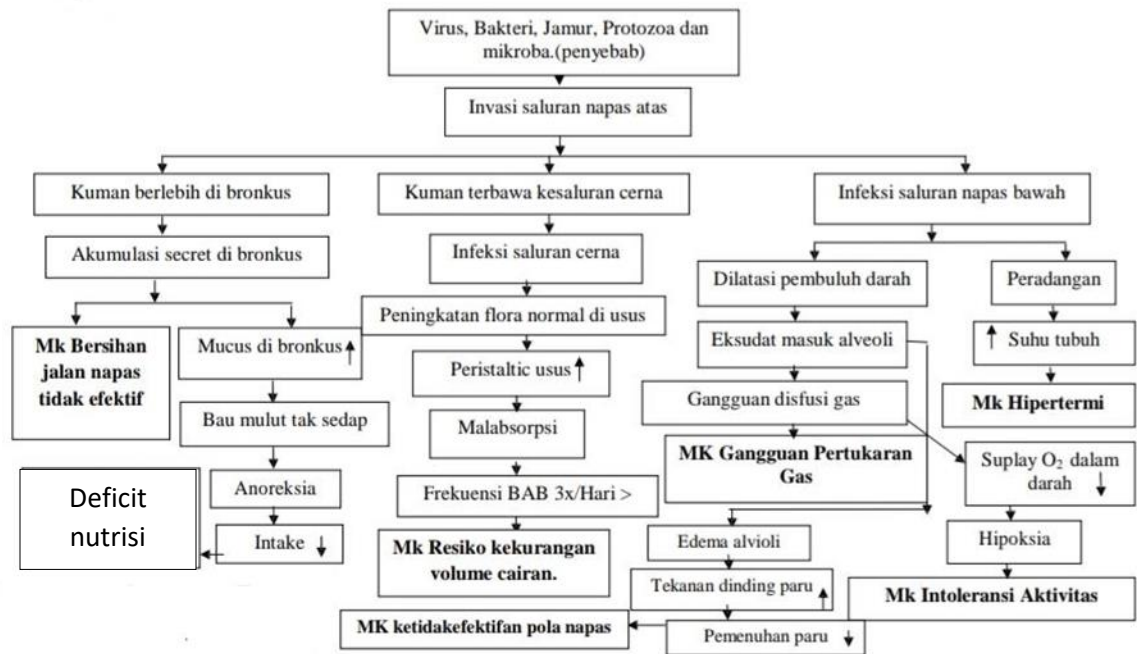 Virus, Bakteri, Jamur, Protozoa dan
mikroba.(penyebab)
Invasi saluran napas atas
Kuman berlebih di bronkus
Kuman terbawa kesaluran cerna
Infeksi saluran napas bawah
Akumulasi secret di bronkus
Infeksi saluran cerna
Dilatasi pembuluh darah
Peradangan
Mk Bersihan
jalan napas
tidak efektif
Mucus di bronkus ↑
Peningkatan flora normal di usus
Eksudat masuk alveoli
↑ Suhu tubuh
Peristaltic usus ↑
Bau mulut tak sedap
Gangguan disfusi gas
Mk Hipertermi
Malabsorpsi
MK Gangguan Pertukaran
Gas
Suplay O₂ dalam
darah ↓
Deficit
nutrisi
Anoreksia
Frekuensi BAB 3x/Hari >
Intake ↓
Mk Resiko kekurangan
volume cairan.
Edema alvioli
Hipoksia
Tekanan dinding paru ↑
Mk Intoleransi Aktivitas
MK ketidakefektifan pola napas
Pemenuhan paru ↓